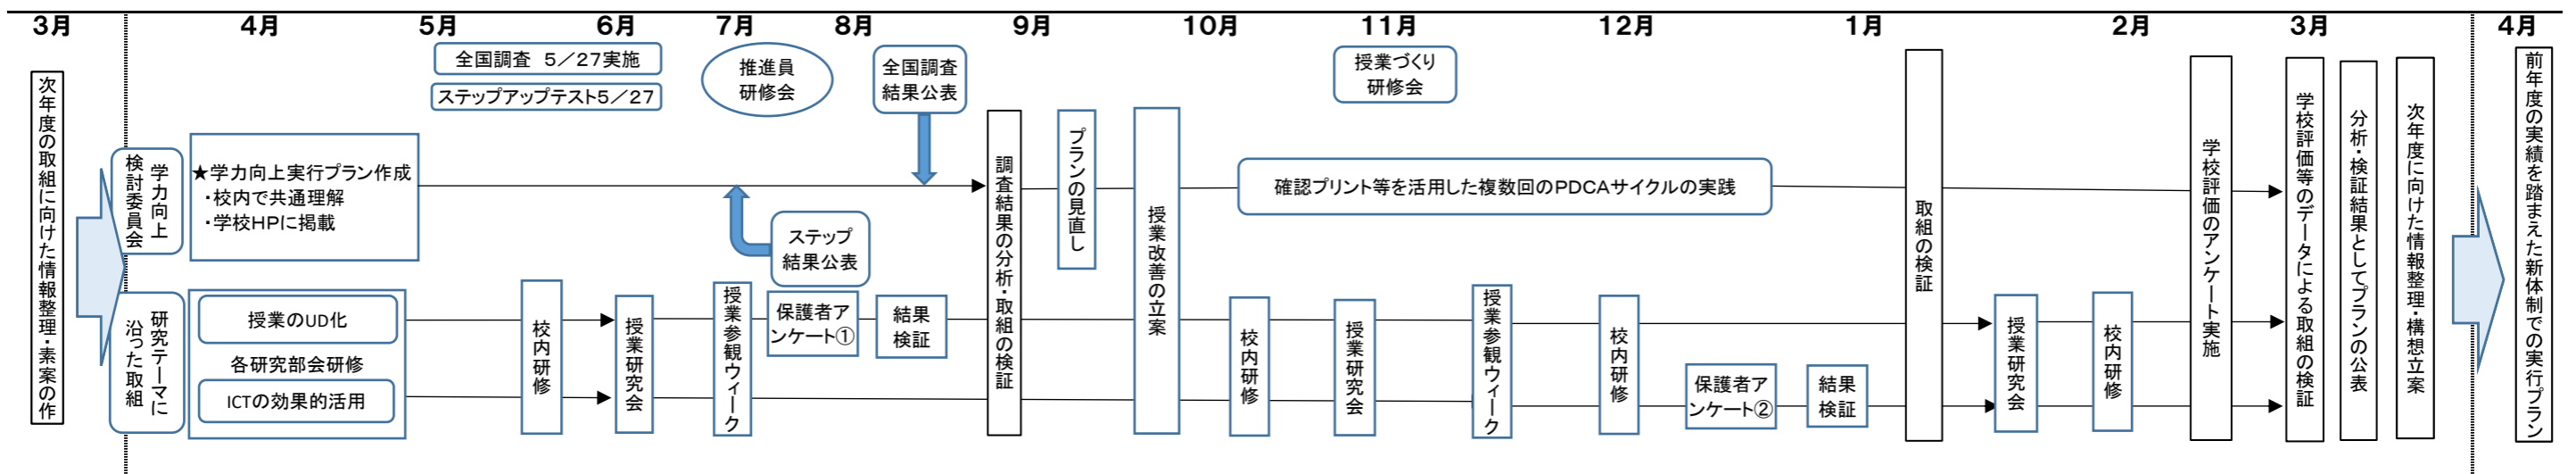 3月 4月 5月 6月 7月 8月 9月 10月 11月 12月 1月 2月 3月 4月
次年度の取組に向けた情報整理・素案の作
学力向上
検討委員会
★学力向上実行プラン作成
・校内で共通理解
・学校HPに掲載
研究テーマに
沿った取組
授業のUD化
各研究部会研修
ICTの効果的活用
全国調査 5/27実施
ステップアップテスト5/27
校内研修
授業研究会
推進員
研修会
授業参観ウィーク
ステップ
結果公表
保護者ア
ンケート①
全国調査
結果公表
結果
検証
調査結果の分析・取組の検証
プランの見直し
授業改善の立案
確認プリント等を活用した複数回のPDCAサイクルの実践
校内研修
授業づくり
研修会
授業研究会
授業参観ウィーク
校内研修
保護者ア
ンケート②
結果
検証
取組の検証
授業研究会
校内研修
学校評価のアンケート実施
学校評価等のデータによる取組の検証
分析・検証結果としてプランの公表
次年度に向けた情報整理・構想立案
前年度の実績を踏まえた新体制での実行プラン